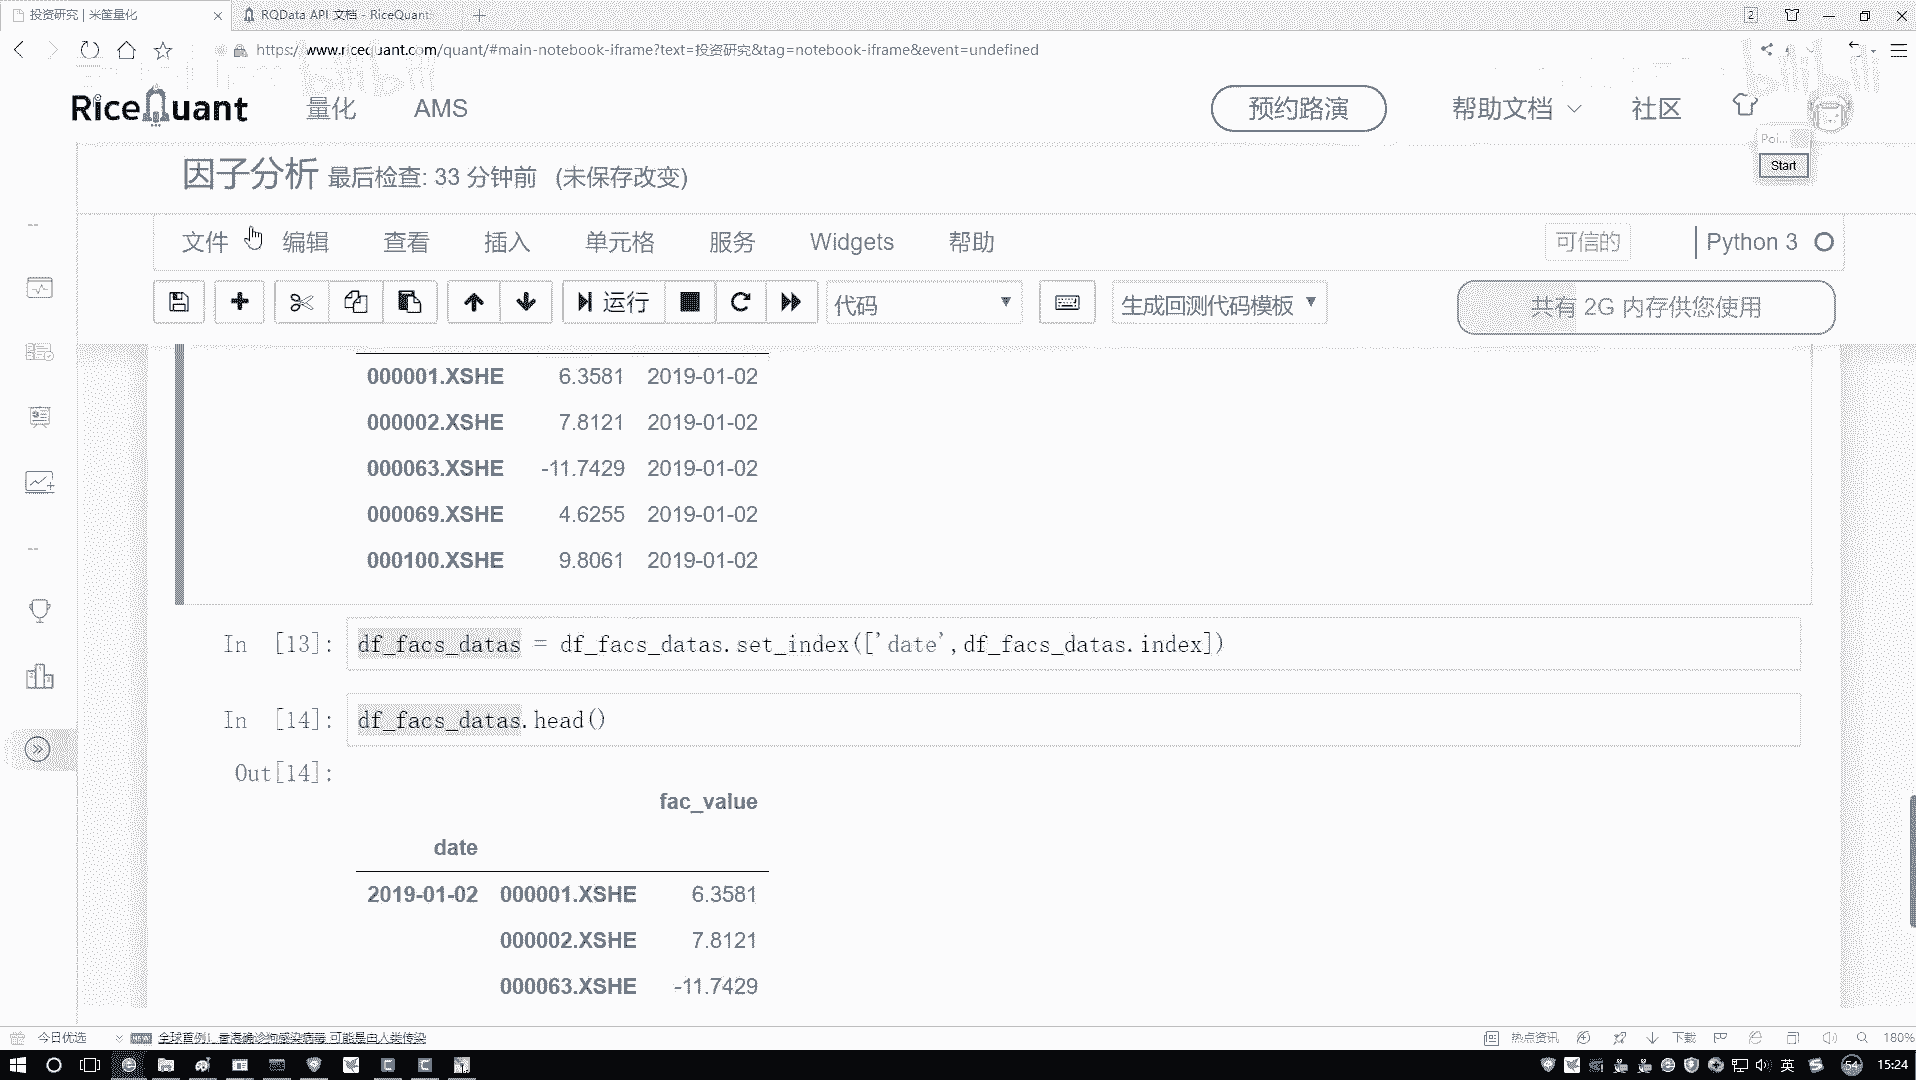 投资研究 | 米筐量化
RQData API 文档 - RiceQuant
2
https://www.ricequant.com/quant/#main-notebook-iframe?text=投资研究&tag=notebook-iframe&event=undefined
bilibili
RiceQuant 量化 AMS 预约路演 帮助文档 社区
Poi...
Start
因子分析 最后检查: 33 分钟前 (未保存改变)
文件 编辑 查看 插入 单元格 服务 Widgets 帮助 可信的 Python 3
运行 代码 生成回测代码模板 共有 2G 内存供您使用
000001.XSHE 6.3581 2019-01-02
000002.XSHE 7.8121 2019-01-02
000063.XSHE -11.7429 2019-01-02
000069.XSHE 4.6255 2019-01-02
000100.XSHE 9.8061 2019-01-02
In [13]: df_facs_datas = df_facs_datas.set_index(['date',df_facs_datas.index])
In [14]: df_facs_datas.head()
Out[14]:
fac_value
date
2019-01-02 000001.XSHE 6.3581
000002.XSHE 7.8121
000063.XSHE -11.7429
今日优选 NEW 全球首例！香港确诊狗感染病毒 可能是由人类传染 热点资讯 下载 180%
英 54 15:24